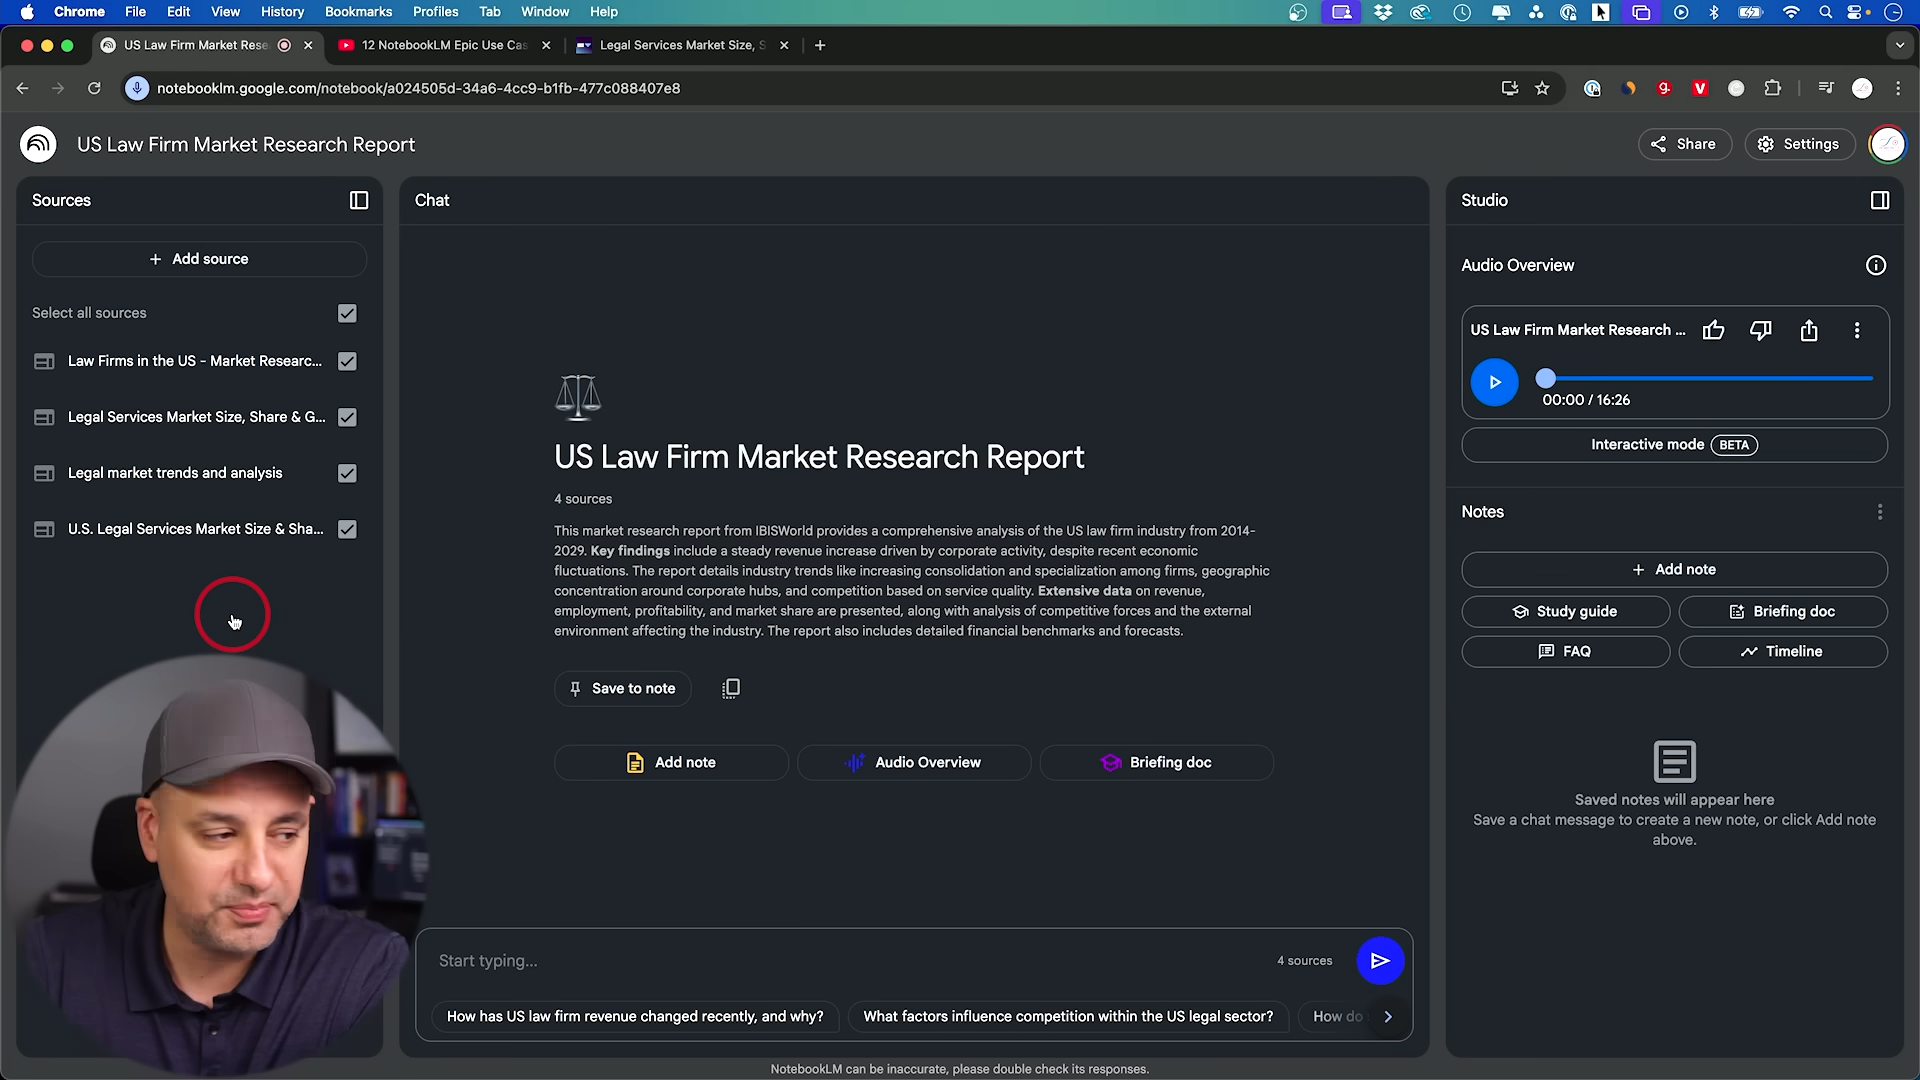 Chrome File Edit View History Bookmarks Profiles Tab Window Help
US Law Firm Market Rese
12 NotebookLM Epic Use Cas
Legal Services Market Size, S
notebooklm.google.com/notebook/a024505d-34a6-4cc9-b1fb-477c088407e8
US Law Firm Market Research Report
Share
Settings
Sources
Add source
Select all sources
Law Firms in the US - Market Researc...
Legal Services Market Size, Share & G...
Legal market trends and analysis
U.S. Legal Services Market Size & Sha...
Chat
US Law Firm Market Research Report
4 sources
This market research report from IBISWorld provides a comprehensive analysis of the US law firm industry from 2014-
2029. Key findings include a steady revenue increase driven by corporate activity, despite recent economic
fluctuations. The report details industry trends like increasing consolidation and specialization among firms, geographic
concentration around corporate hubs, and competition based on service quality. Extensive data on revenue,
employment, profitability, and market share are presented, along with analysis of competitive forces and the external
environment affecting the industry. The report also includes detailed financial benchmarks and forecasts.
Save to note
Add note
Audio Overview
Briefing doc
Start typing...
4 sources
How has US law firm revenue changed recently, and why?
What factors influence competition within the US legal sector?
How do
NotebookLM can be inaccurate, please double check its responses.
Studio
Audio Overview
US Law Firm Market Research ...
00:00 / 16:26
Interactive mode BETA
Notes
Add note
Study guide
Briefing doc
FAQ
Timeline
Saved notes will appear here
Save a chat message to create a new note, or click Add note
above.